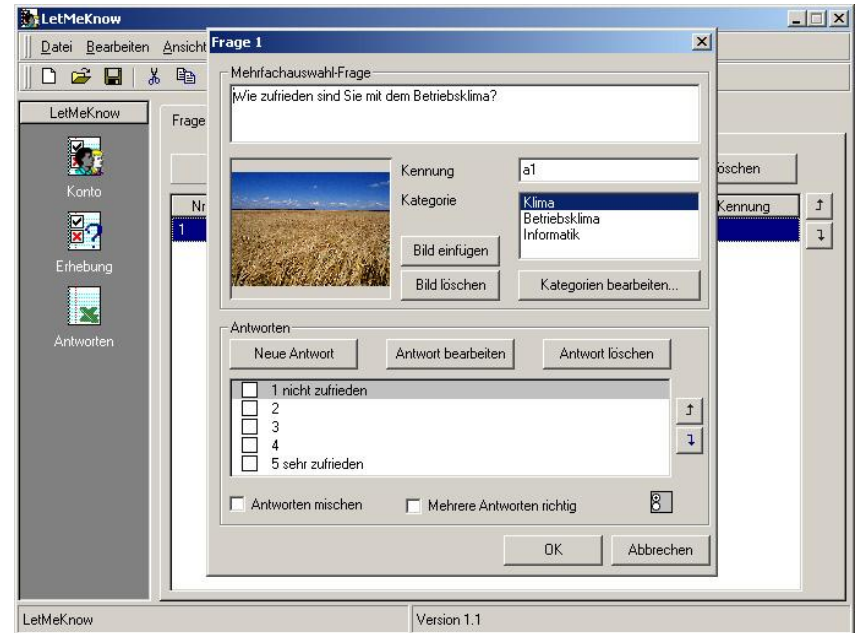 LetMeKnow
Datei Bearbeiten Ansicht
LetMeKnow
Konto
Erhebung
Antworten
Frage
Nr
Kennung
1
Frage 1
Mehrfachauswahl-Frage
Wie zufrieden sind Sie mit dem Betriebsklima?
Kennung a1
Kategorie Klima
Betriebsklima
Informatik
Bild einfügen
Bild löschen Kategorien bearbeiten...
Antworten
Neue Antwort Antwort bearbeiten Antwort löschen
1 nicht zufrieden
2
3
4
5 sehr zufrieden
Antworten mischen Mehrere Antworten richtig
OK Abbrechen
LetMeKnow Version 1.1